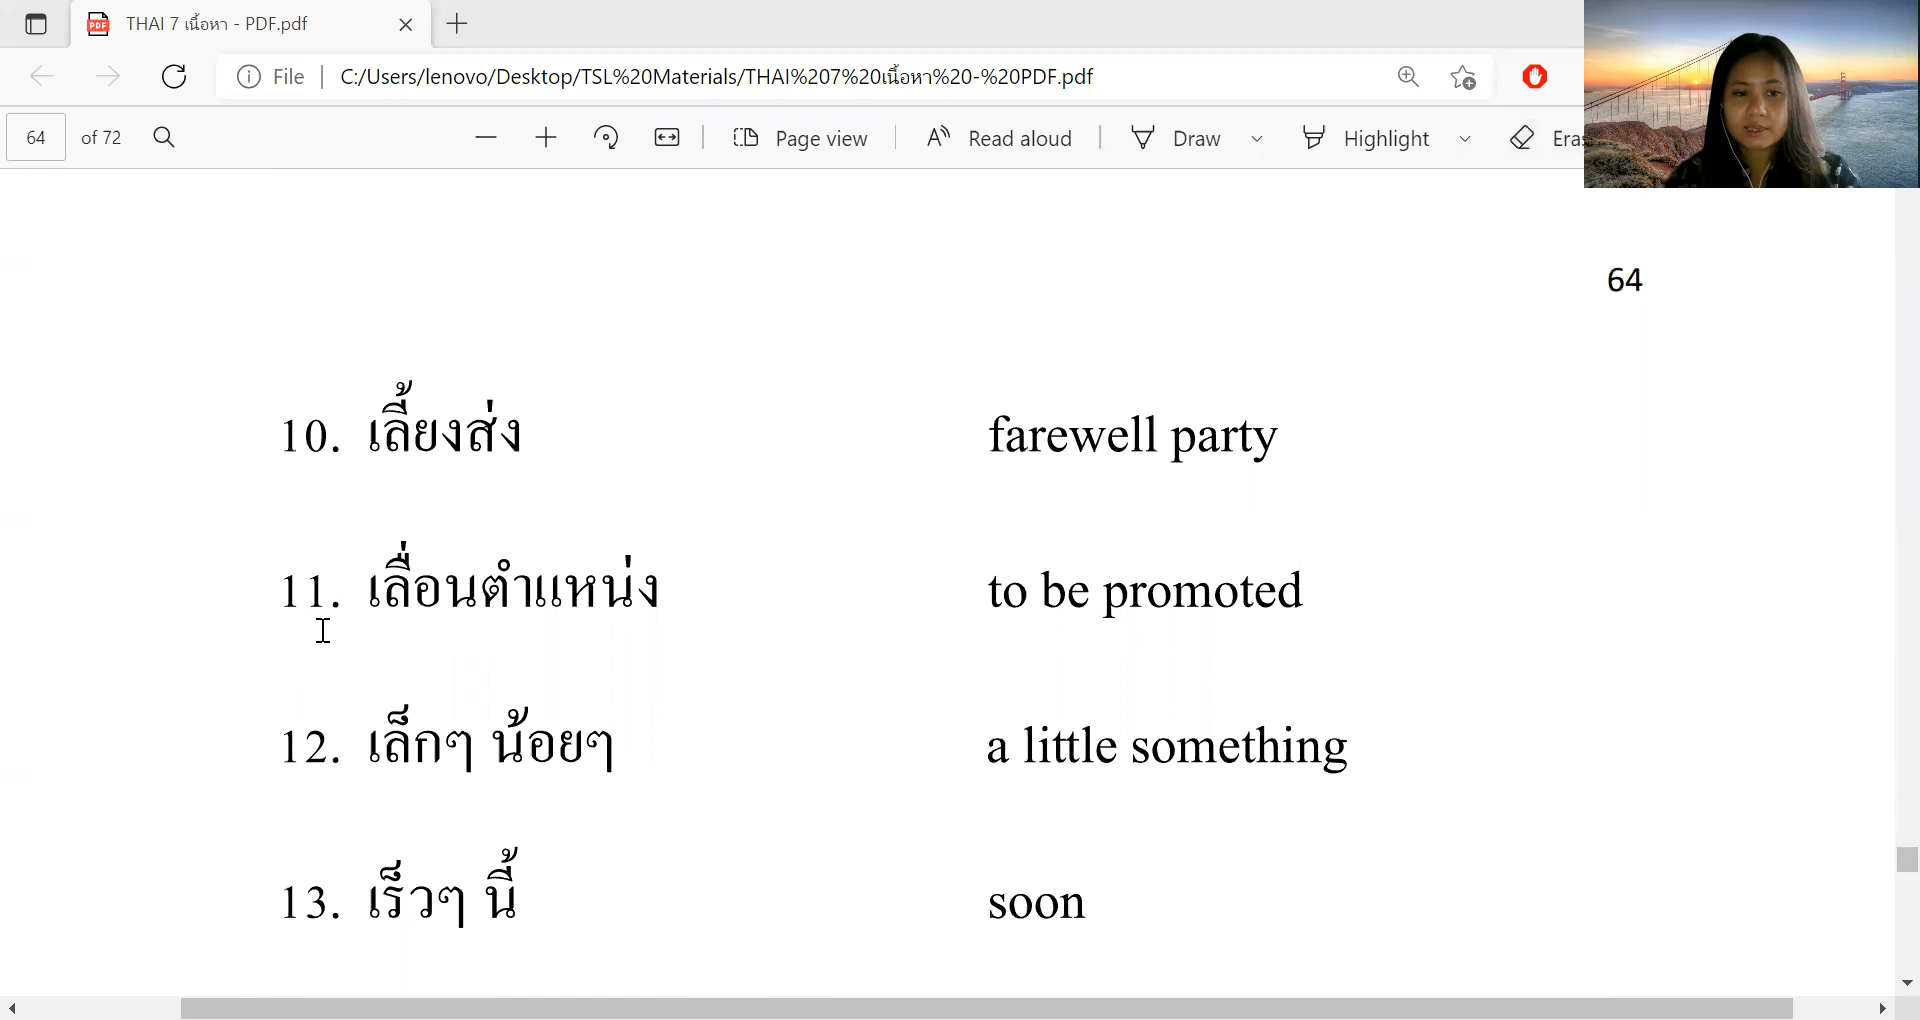 THAI 7 เนื้อหา - PDF.pdf
File C:/Users/lenovo/Desktop/TSL%20Materials/THAI%207%20เนื้อหา%20-%20PDF.pdf
64 of 72 Page view Read aloud Draw Highlight Eras
64
10. เลี้ยงส่ง farewell party
11. เลื่อนตำแหน่ง to be promoted
12. เล็กๆ น้อยๆ a little something
13. เร็วๆ นี้ soon